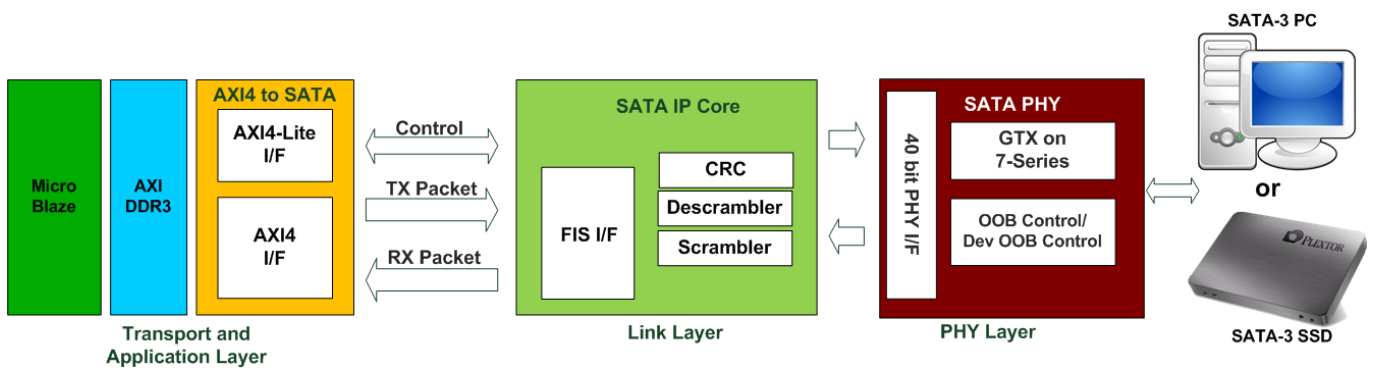 SATA-3 PC
AXI4 to SATA
SATA IP Core
SATA PHY
Micro
Blaze
AXI
DDR3
AXI4-Lite
I/F
AXI4
I/F
Control
TX Packet
RX Packet
FIS I/F
CRC
Descrambler
Scrambler
40 bit PHY I/F
GTX on
7-Series
OOB Control/
Dev OOB Control
or
PLEXTOR
SATA-3 SSD
Transport and
Application Layer
Link Layer
PHY Layer